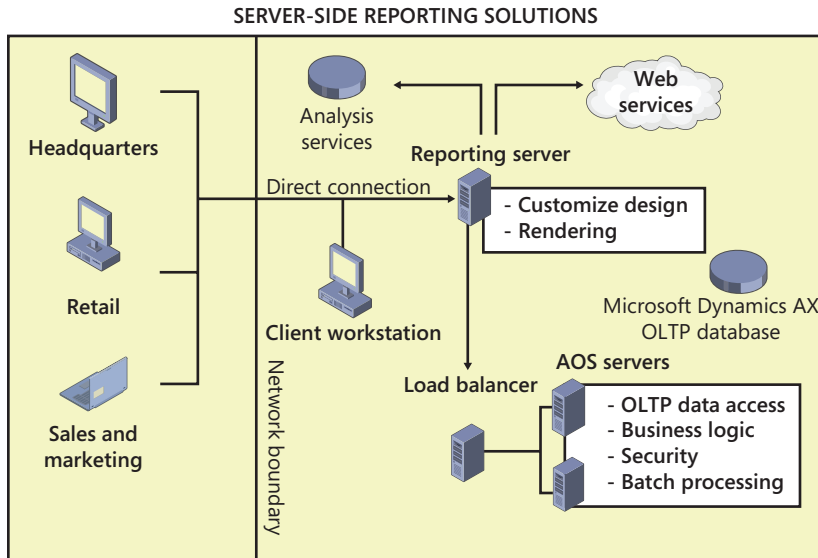 SERVER-SIDE REPORTING SOLUTIONS
Headquarters
Retail
Sales and
marketing
Network boundary
Analysis
services
Web
services
Reporting server
Direct connection
- Customize design
- Rendering
Client workstation
Microsoft Dynamics AX
OLTP database
Load balancer
AOS servers
- OLTP data access
- Business logic
- Security
- Batch processing